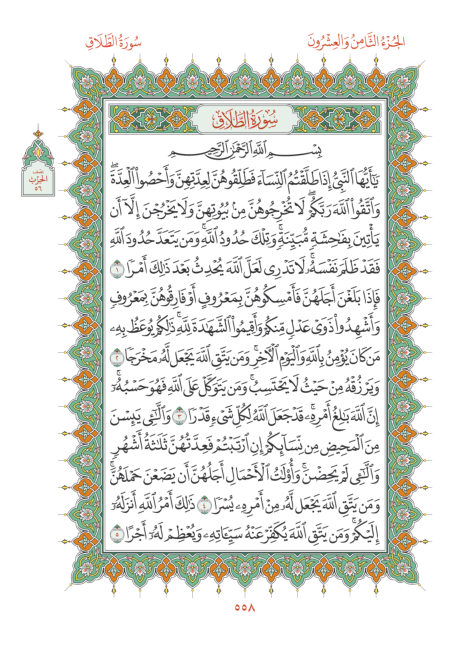 الجُزْءُ الثَّامِنُ وَالعِشْرُونَ
سُورَةُ الطَّلَاقِ
سُورَةُ الطَّلَاقِ
بِسْمِ ٱللَّهِ ٱلرَّحْمَٰنِ ٱلرَّحِيمِ
يَٰٓأَيُّهَا ٱلنَّبِيُّ إِذَا طَلَّقْتُمُ ٱلنِّسَآءَ فَطَلِّقُوهُنَّ لِعِدَّتِهِنَّ وَأَحْصُوا۟ ٱلْعِدَّةَۖ
وَٱتَّقُوا۟ ٱللَّهَ رَبَّكُمْۖ لَا تُخْرِجُوهُنَّ مِنۢ بُيُوتِهِنَّ وَلَا يَخْرُجْنَ إِلَّآ أَن
يَأْتِينَ بِفَٰحِشَةٍ مُّبَيِّنَةٍۚ وَتِلْكَ حُدُودُ ٱللَّهِۚ وَمَن يَتَعَدَّ حُدُودَ ٱللَّهِ
فَقَدْ ظَلَمَ نَفْسَهُۥۚ لَا تَدْرِى لَعَلَّ ٱللَّهَ يُحْدِثُ بَعْدَ ذَٰلِكَ أَمْرًا ١
فَإِذَا بَلَغْنَ أَجَلَهُنَّ فَأَمْسِكُوهُنَّ بِمَعْرُوفٍ أَوْ فَارِقُوهُنَّ بِمَعْرُوفٍ
وَأَشْهِدُوا۟ ذَوَىْ عَدْلٍ مِّنكُمْ وَأَقِيمُوا۟ ٱلشَّهَٰدَةَ لِلَّهِۚ ذَٰلِكُمْ يُوعَظُ بِهِۦ
مَن كَانَ يُؤْمِنُ بِٱللَّهِ وَٱلْيَوْمِ ٱلْءَاخِرِۚ وَمَن يَتَّقِ ٱللَّهَ يَجْعَل لَّهُۥ مَخْرَجًا ٢
وَيَرْزُقْهُ مِنْ حَيْثُ لَا يَحْتَسِبُۚ وَمَن يَتَوَكَّلْ عَلَى ٱللَّهِ فَهُوَ حَسْبُهُۥٓۚ
إِنَّ ٱللَّهَ بَٰلِغُ أَمْرِهِۦۚ قَدْ جَعَلَ ٱللَّهُ لِكُلِّ شَىْءٍ قَدْرًا ٣ وَٱلَّٰٓـِٔى يَئِسْنَ
مِنَ ٱلْمَحِيضِ مِن نِّسَآئِكُمْ إِنِ ٱرْتَبْتُمْ فَعِدَّتُهُنَّ ثَلَٰثَةُ أَشْهُرٍ
وَٱلَّٰٓـِٔى لَمْ يَحِضْنَۚ وَأُو۟لَٰتُ ٱلْأَحْمَالِ أَجَلُهُنَّ أَن يَضَعْنَ حَمْلَهُنَّۚ
وَمَن يَتَّقِ ٱللَّهَ يَجْعَل لَّهُۥ مِنْ أَمْرِهِۦ يُسْرًا ٤ ذَٰلِكَ أَمْرُ ٱللَّهِ أَنزَلَهُۥٓ
إِلَيْكُمْۚ وَمَن يَتَّقِ ٱللَّهَ يُكَفِّرْ عَنْهُ سَيِّـَٔاتِهِۦ وَيُعْظِمْ لَهُۥٓ أَجْرًا ٥
الحِزْب
٥٦
٥٥٨